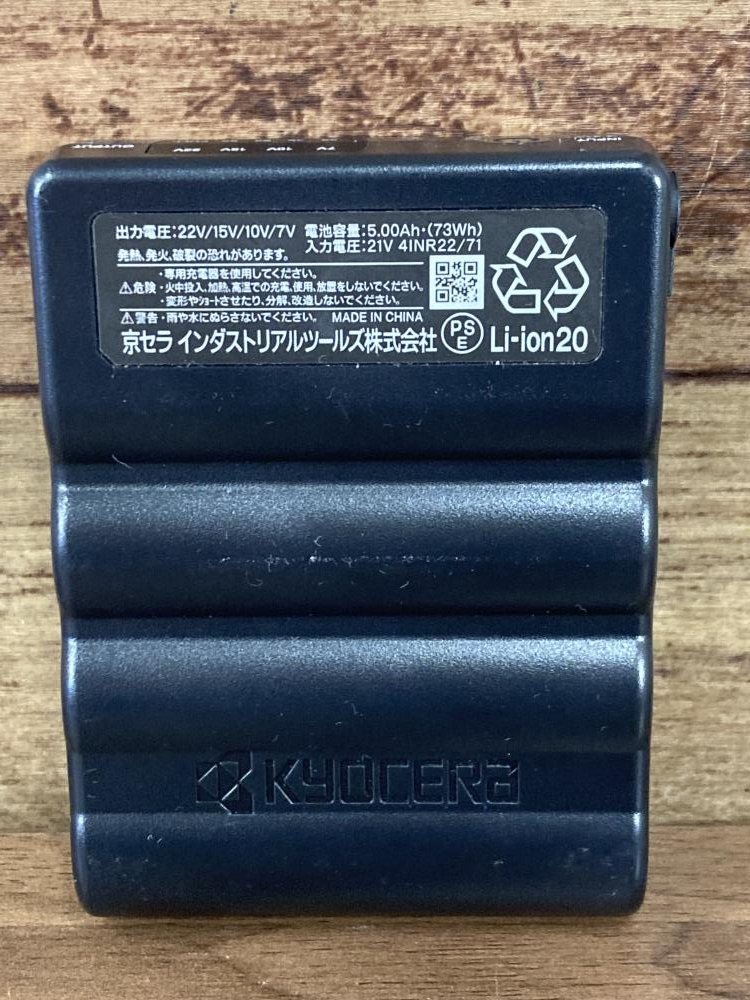 OUTPUT 22V 15V 10V 7V INPUT
出力電圧:22V/15V/10V/7V 電池容量:5.00Ah・(73Wh)
入力電圧:21V 4INR22/71
発熱、発火、破裂の恐れがあります。
・専用充電器を使用してください。
⚠危険・火中投入、加熱、高温での充電、使用、放置をしないでください。
・変形やショートさせたり、分解、改造しないでください。
⚠警告・雨や水にぬらさないでください。 MADE IN CHINA
京セラ インダストリアルツールズ株式会社 PSE Li-ion20
KYOCERA